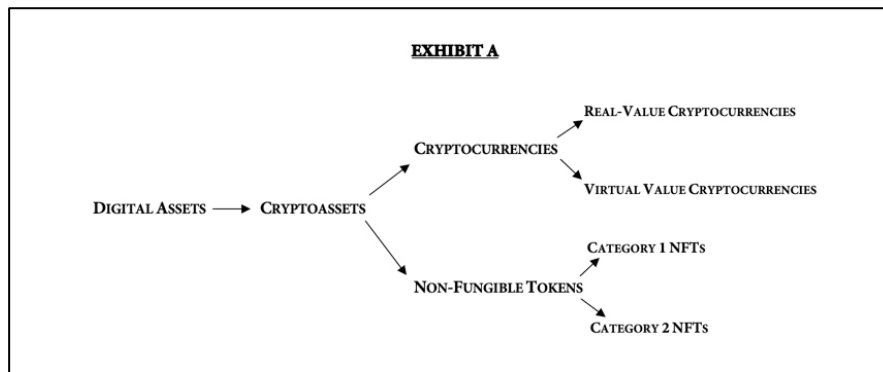 EXHIBIT A
REAL-VALUE CRYPTOCURRENCIES
CRYPTOCURRENCIES
VIRTUAL VALUE CRYPTOCURRENCIES
DIGITAL ASSETS
CRYPTOASSETS
CATEGORY 1 NFTS
NON-FUNGIBLE TOKENS
CATEGORY 2 NFTS